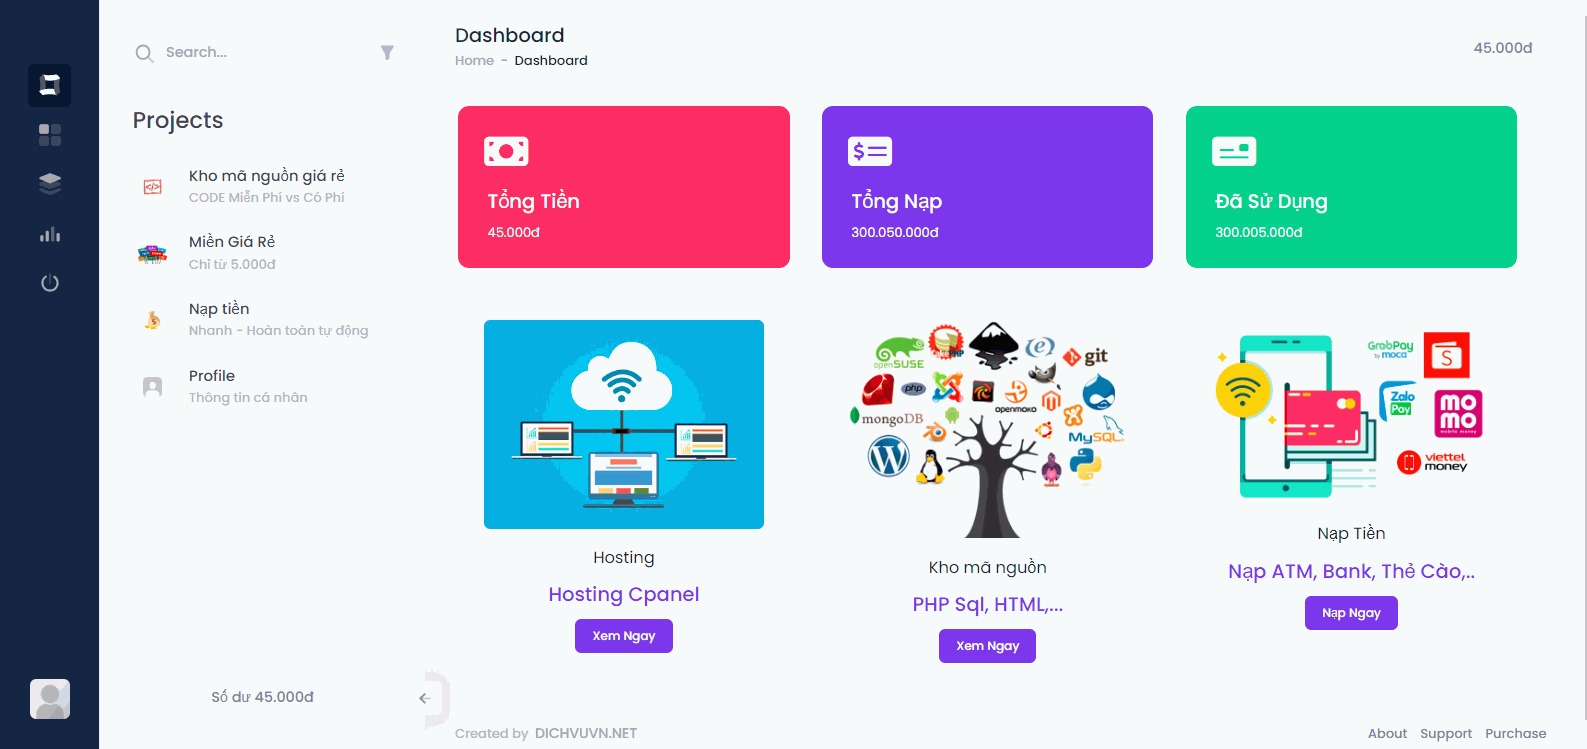 Search...
Projects
Kho mã nguồn giá rẻ
CODE Miễn Phí vs Có Phí
Miền Giá Rẻ
Chỉ từ 5.000đ
Nạp tiền
Nhanh - Hoàn toàn tự động
Profile
Thông tin cá nhân
Số dư 45.000đ
Dashboard
Home - Dashboard
45.000đ
Tổng Tiền
45.000đ
Tổng Nạp
300.050.000đ
Đã Sử Dụng
300.005.000đ
Hosting
Hosting Cpanel
Xem Ngay
openSUSE
git
php
openmoko
mongoDB
MySQL
Kho mã nguồn
PHP Sql, HTML,...
Xem Ngay
GrabPay
by moca
S
Zalo
Pay
mo
mo
mobile money
viettel
money
Nạp Tiền
Nạp ATM, Bank, Thẻ Cào,..
Nạp Ngay
Created by DICHVUVN.NET
About Support Purchase